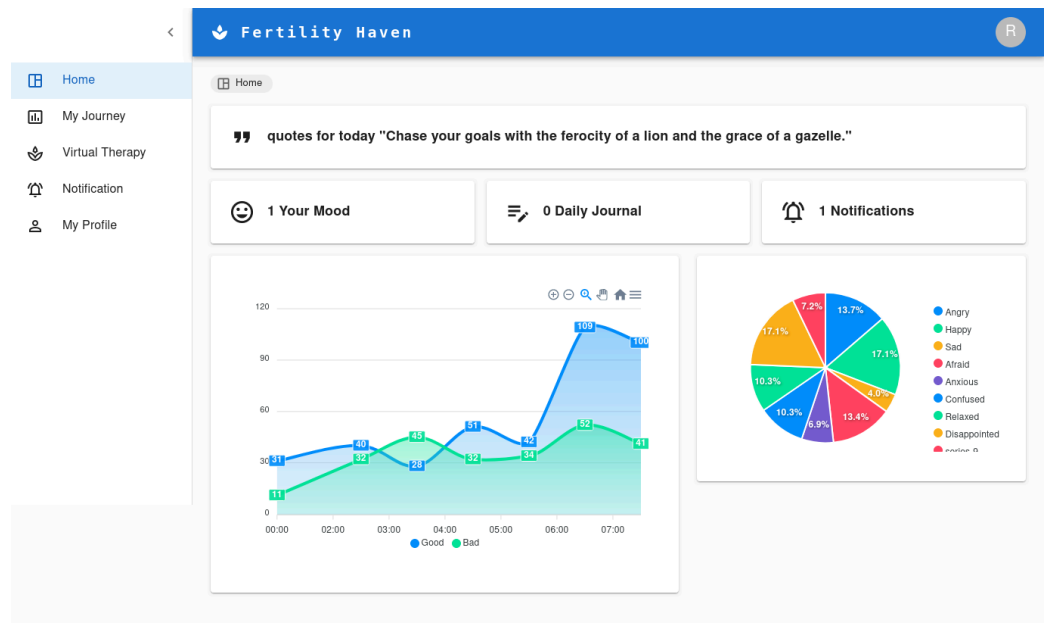 Fertility Haven
R
Home
My Journey
Virtual Therapy
Notification
My Profile
Home
quotes for today "Chase your goals with the ferocity of a lion and the grace of a gazelle."
1 Your Mood
0 Daily Journal
1 Notifications
120
90
60
30
0
31
40
28
51
42
109
100
11
32
45
32
34
52
41
00:00
02:00
03:00
04:00
05:00
06:00
07:00
Good
Bad
13.7%
17.1%
4.0%
13.4%
6.9%
10.3%
10.3%
17.1%
7.2%
Angry
Happy
Sad
Afraid
Anxious
Confused
Relaxed
Disappointed
series-9